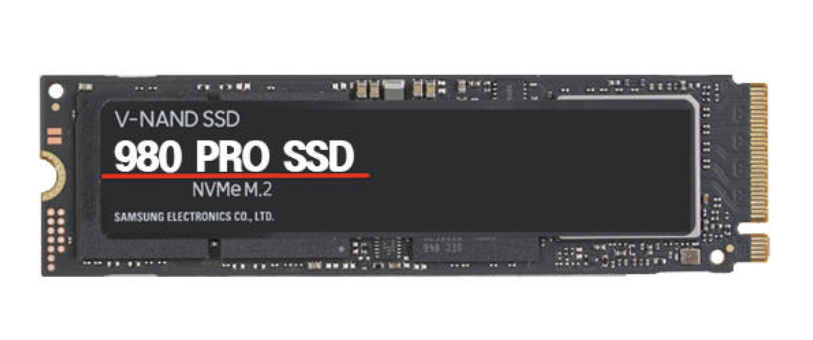 V-NAND SSD
980 PRO SSD
NVMe M.2
SAMSUNG ELECTRONICS CO., LTD.